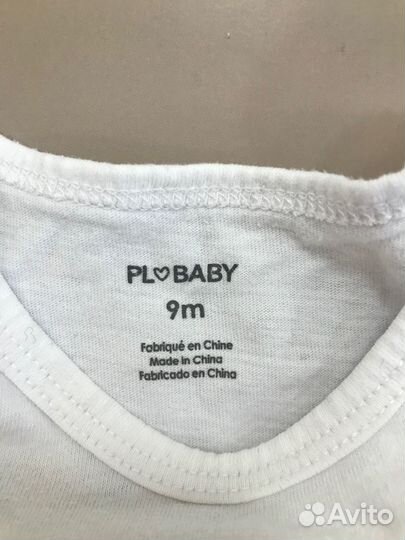 PL♡BABY
9m
Fabriqué en Chine
Made in China
Fabricado en China
Avito